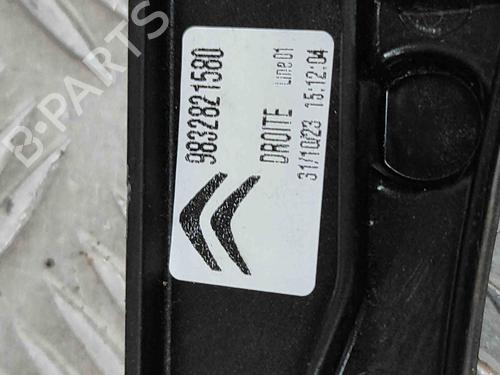 9832821580
DROITE Line01
31/10/23 15:12:04
B-PARTS